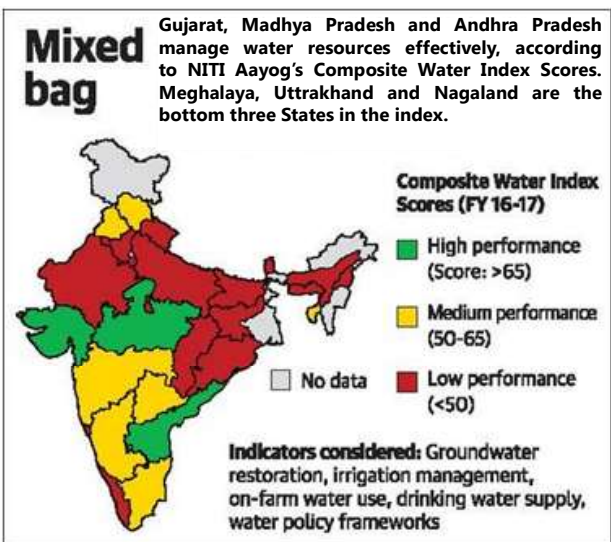 Mixed
bag
Gujarat, Madhya Pradesh and Andhra Pradesh
manage water resources effectively, according
to NITI Aayog's Composite Water Index Scores.
Meghalaya, Uttrakhand and Nagaland are the
bottom three States in the index.
Composite Water Index
Scores (FY 16-17)
High performance
(Score: >65)
Medium performance
(50-65)
Low performance
(<50)
No data
Indicators considered: Groundwater
restoration, irrigation management,
on-farm water use, drinking water supply,
water policy frameworks